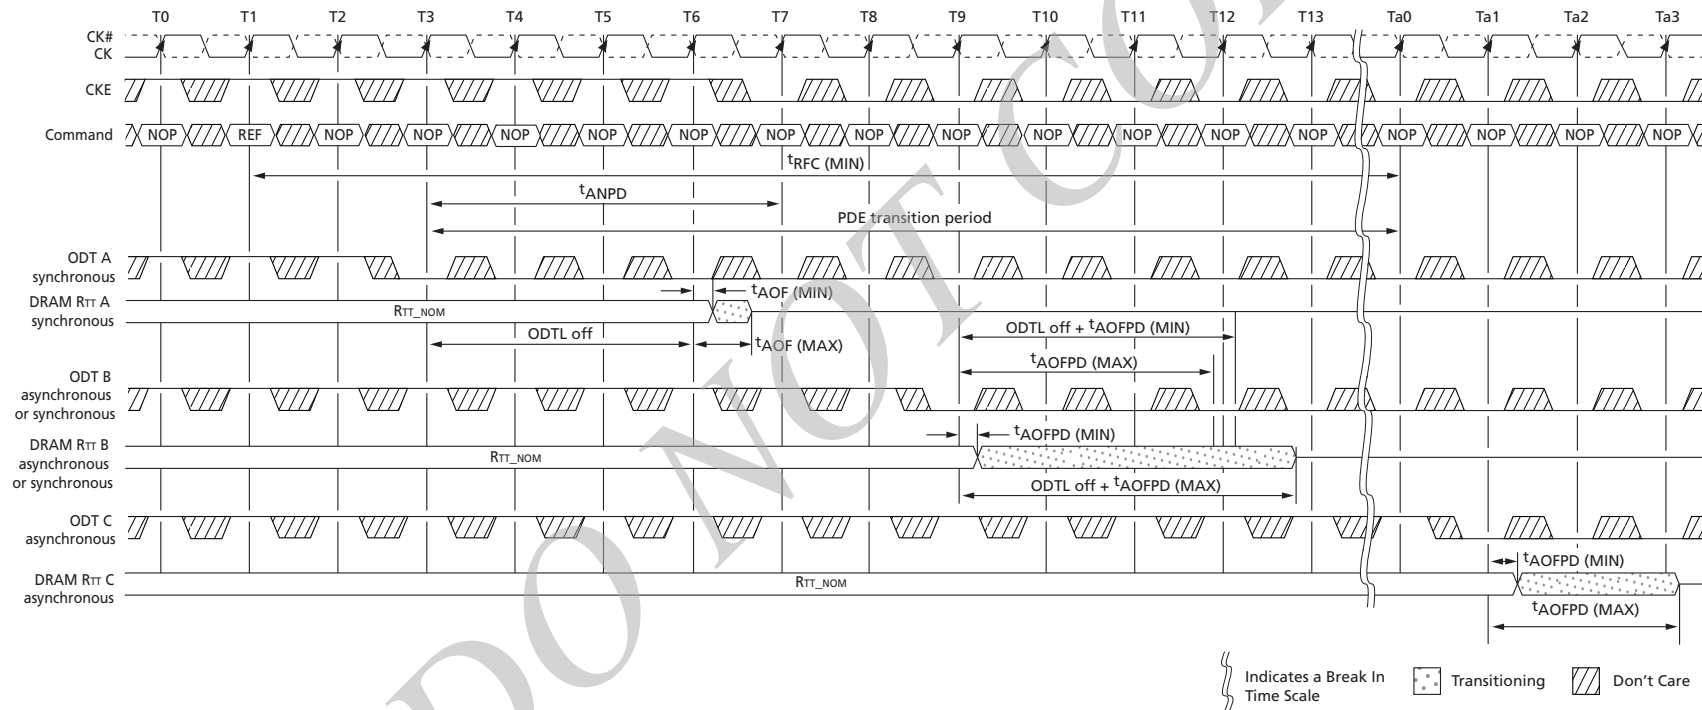 T0 T1 T2 T3 T4 T5 T6 T7 T8 T9 T10 T11 T12 T13 Ta0 Ta1 Ta2 Ta3
CK#
CK
CKE
Command NOP REF NOP NOP NOP NOP NOP NOP NOP NOP NOP NOP NOP NOP NOP NOP NOP NOP
tRFC (MIN)
tANPD
PDE transition period
ODT A
synchronous
DRAM RTT A
synchronous
RTT_NOM
tAOF (MIN)
ODTL off
tAOF (MAX)
ODTL off + tAOFPD (MIN)
tAOFPD (MAX)
ODT B
asynchronous
or synchronous
DRAM RTT B
asynchronous
or synchronous
RTT_NOM
tAOFPD (MIN)
ODTL off + tAOFPD (MAX)
ODT C
asynchronous
DRAM RTT C
asynchronous
RTT_NOM
tAOFPD (MIN)
tAOFPD (MAX)
Indicates a Break In
Time Scale
Transitioning
Don't Care
DO NOT CO